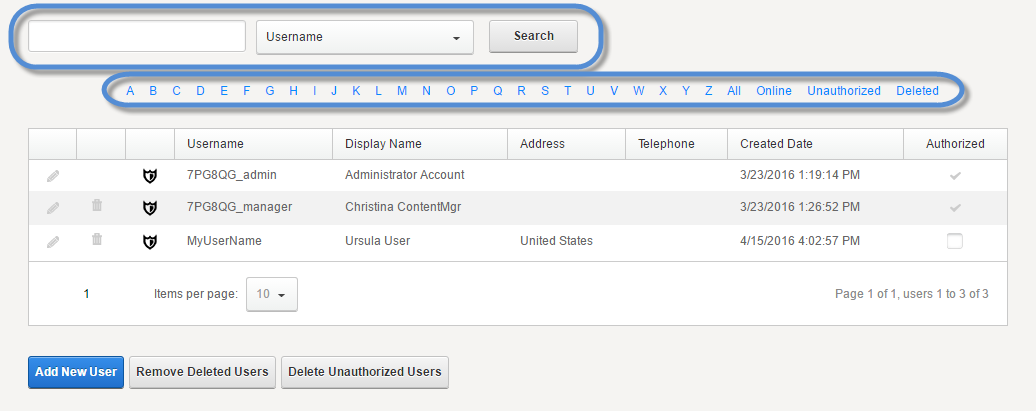 Username Search
A B C D E F G H I J K L M N O P Q R S T U V W X Y Z All Online Unauthorized Deleted
Username Display Name Address Telephone Created Date Authorized
7PG8QG_admin Administrator Account 3/23/2016 1:19:14 PM
7PG8QG_manager Christina ContentMgr 3/23/2016 1:26:52 PM
MyUserName Ursula User United States 4/15/2016 4:02:57 PM
1 Items per page: 10 Page 1 of 1, users 1 to 3 of 3
Add New User Remove Deleted Users Delete Unauthorized Users